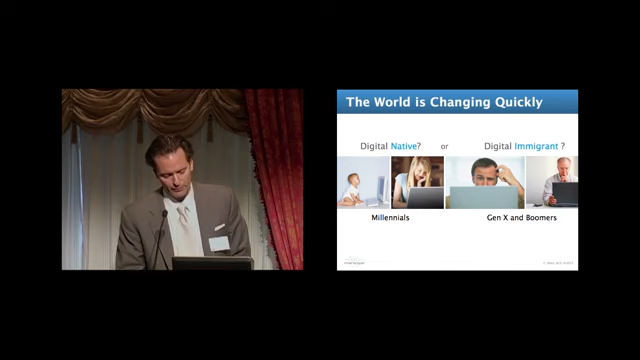 The World is Changing Quickly
Digital Native? or Digital Immigrant ?
Millennials Gen X and Boomers